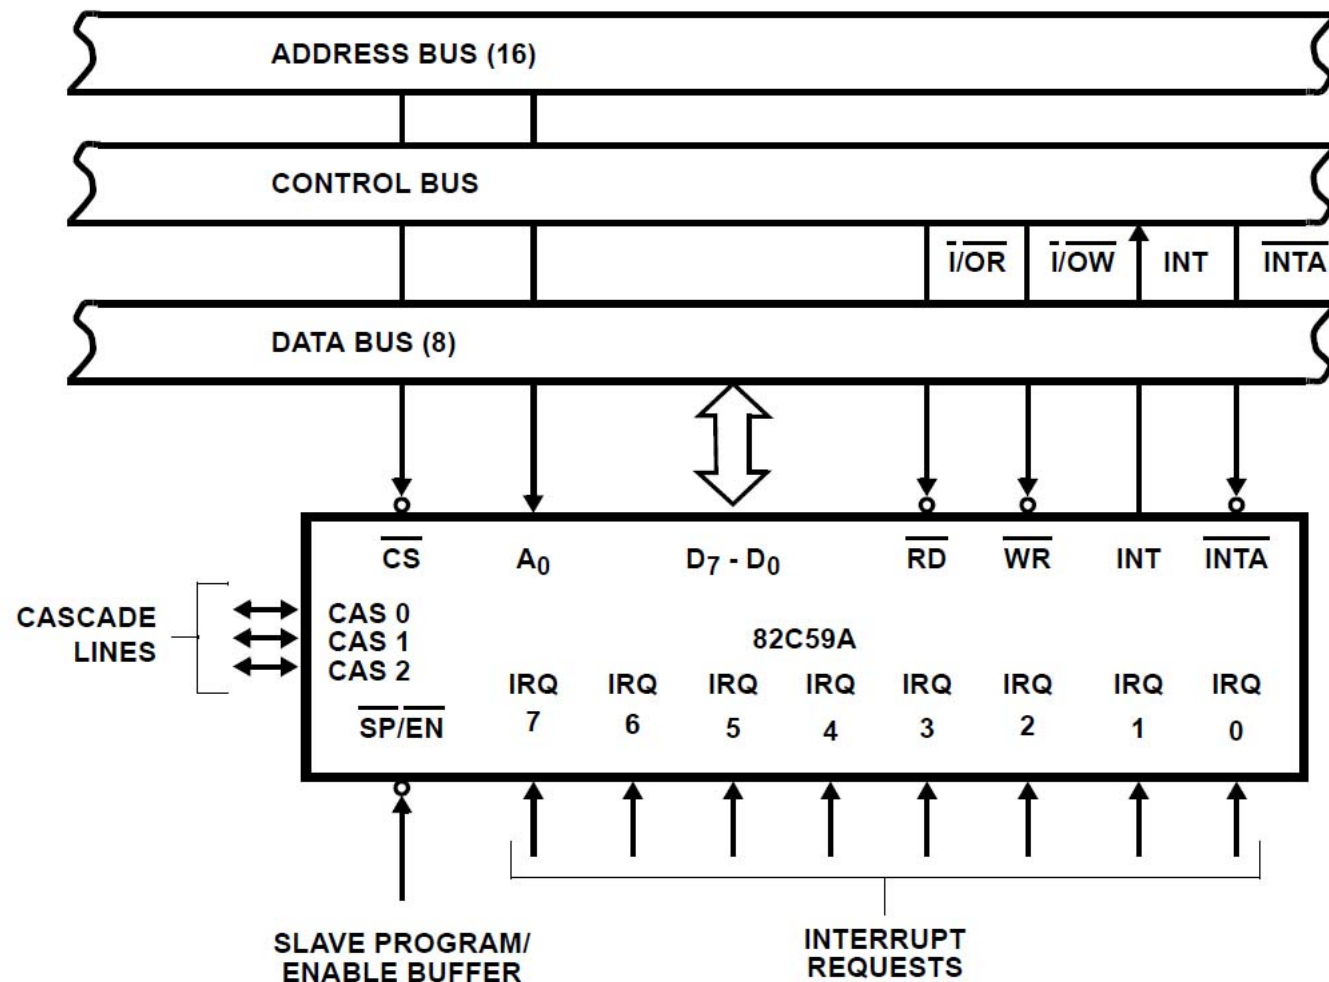 ADDRESS BUS (16)
CONTROL BUS
I/OR I/OW INT INTA
DATA BUS (8)
CS A0 D7 - D0 RD WR INT INTA
CASCADE
LINES
CAS 0
CAS 1
CAS 2
82C59A
SP/EN
IRQ IRQ IRQ IRQ IRQ IRQ IRQ IRQ
7 6 5 4 3 2 1 0
SLAVE PROGRAM/
ENABLE BUFFER
INTERRUPT
REQUESTS